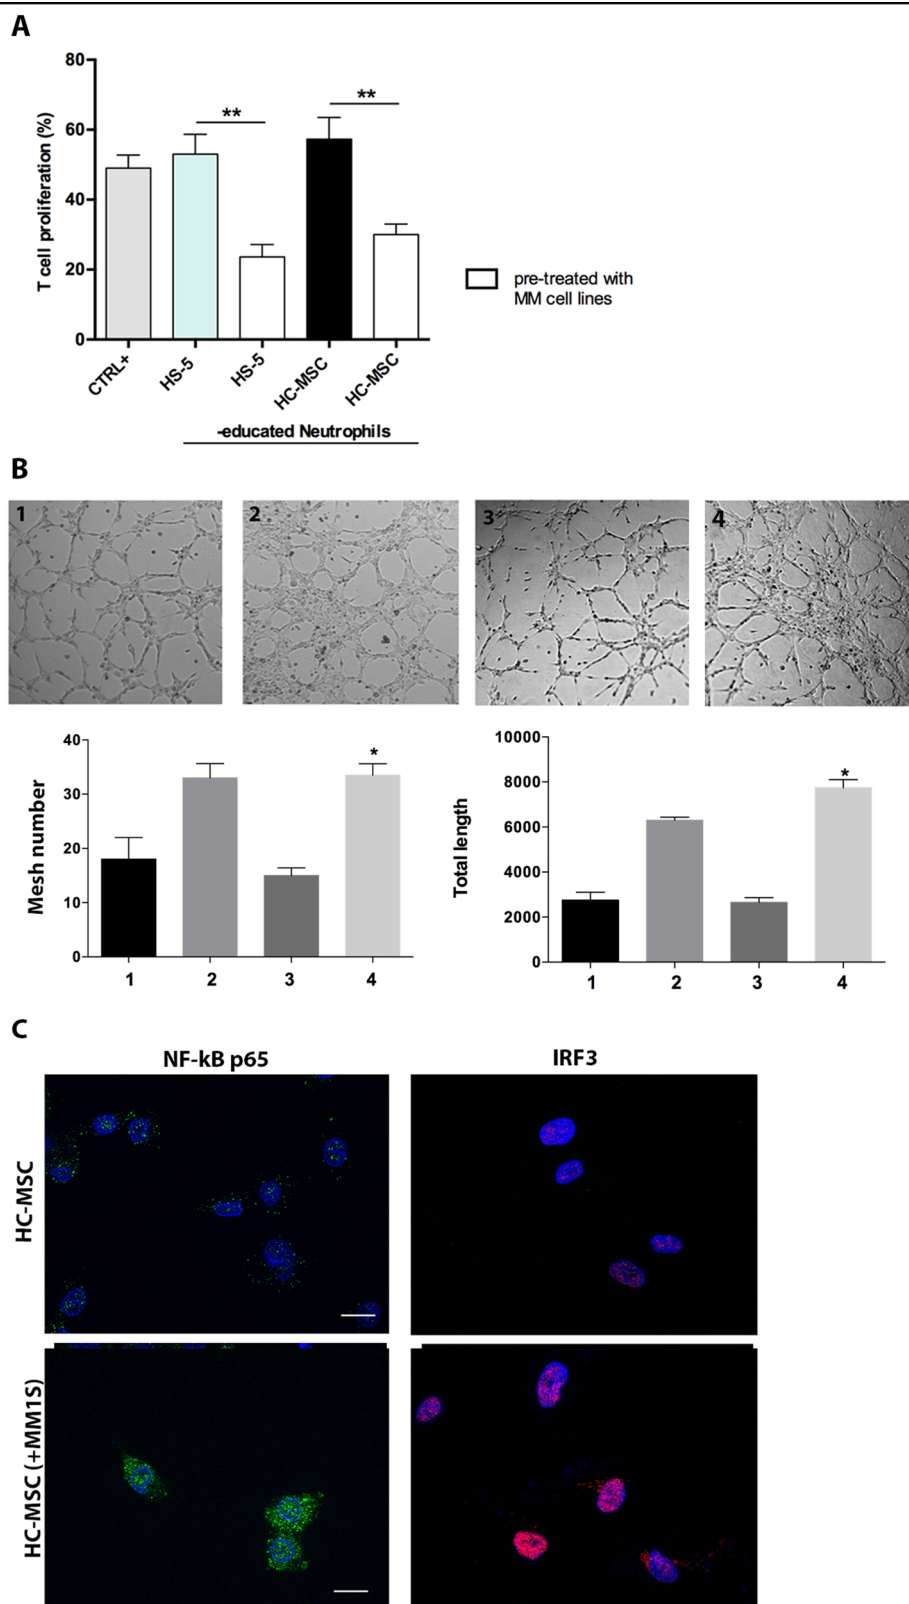 A
80
60
40
20
0
T cell proliferation (%)
**
**
CTRL+
HS-5
HS-5
HC-MSC
HC-MSC
-educated Neutrophils
pre-treated with
MM cell lines
B
1
2
3
4
40
30
20
10
0
Mesh number
*
1
2
3
4
10000
8000
6000
4000
2000
0
Total length
*
1
2
3
4
C
NF-kB p65
IRF3
HC-MSC
HC-MSC (+MM1S)